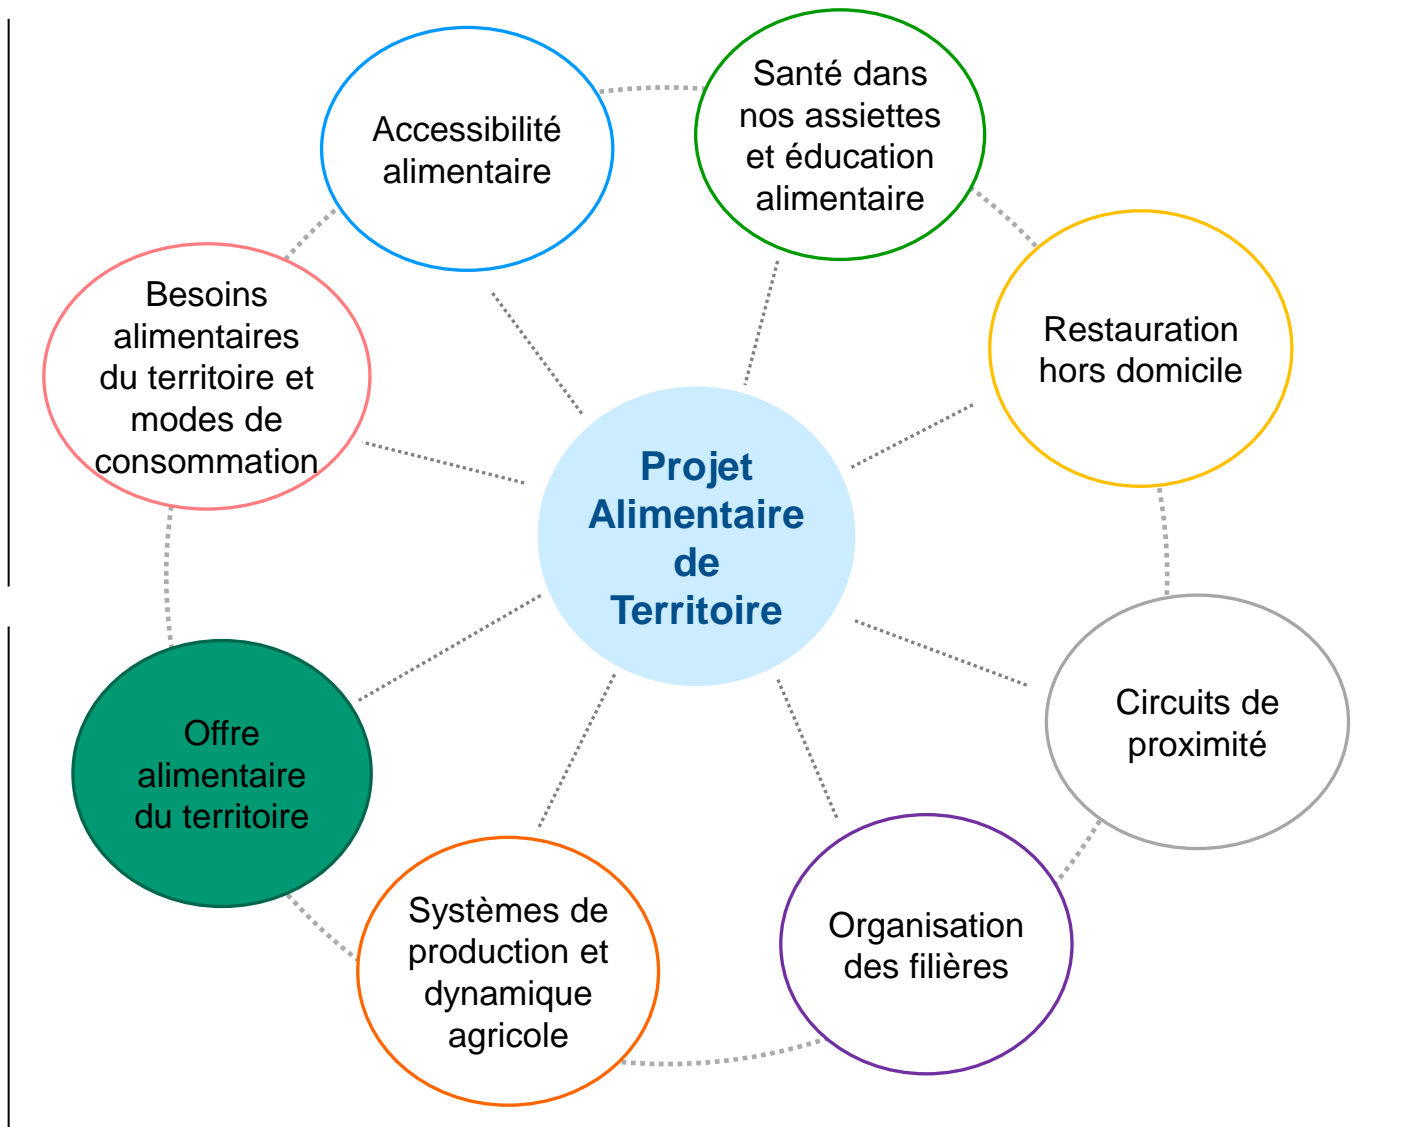 Santé dans
nos assiettes
et éducation
alimentaire
Accessibilité
alimentaire
Besoins
alimentaires
du territoire et
modes de
consommation
Restauration
hors domicile
Projet
Alimentaire
de
Territoire
Circuits de
proximité
Offre
alimentaire
du territoire
Systèmes de
production et
dynamique
agricole
Organisation
des filières